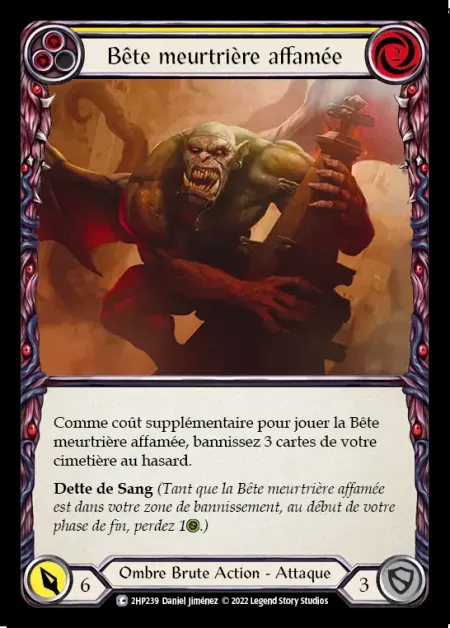 Bête meurtrière affamée
2
Comme coût supplémentaire pour jouer la Bête
meurtrière affamée, bannissez 3 cartes de votre
cimetière au hasard.
Dette de Sang (Tant que la Bête meurtrière affamée
est dans votre zone de bannissement, au début de votre
phase de fin, perdez 1 .)
6
Ombre Brute Action - Attaque
3
C 2HP239 Daniel Jiménez © 2022 Legend Story Studios